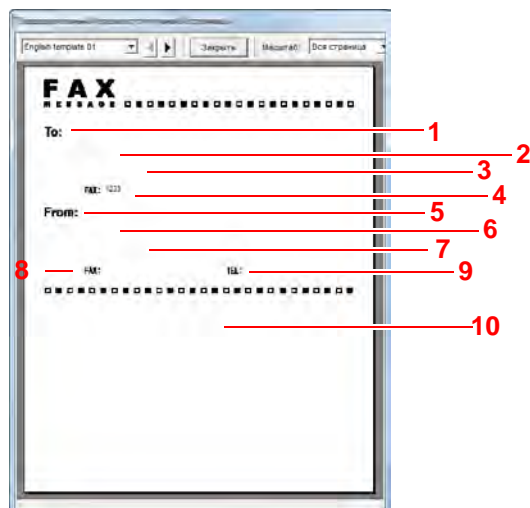 English template 01 Закрыть Масштаб: Вся страница
FAX
MESSAGE
To: 1
2
3
FAX: 1233 4
From: 5
6
7
8 FAX: TEL: 9
10